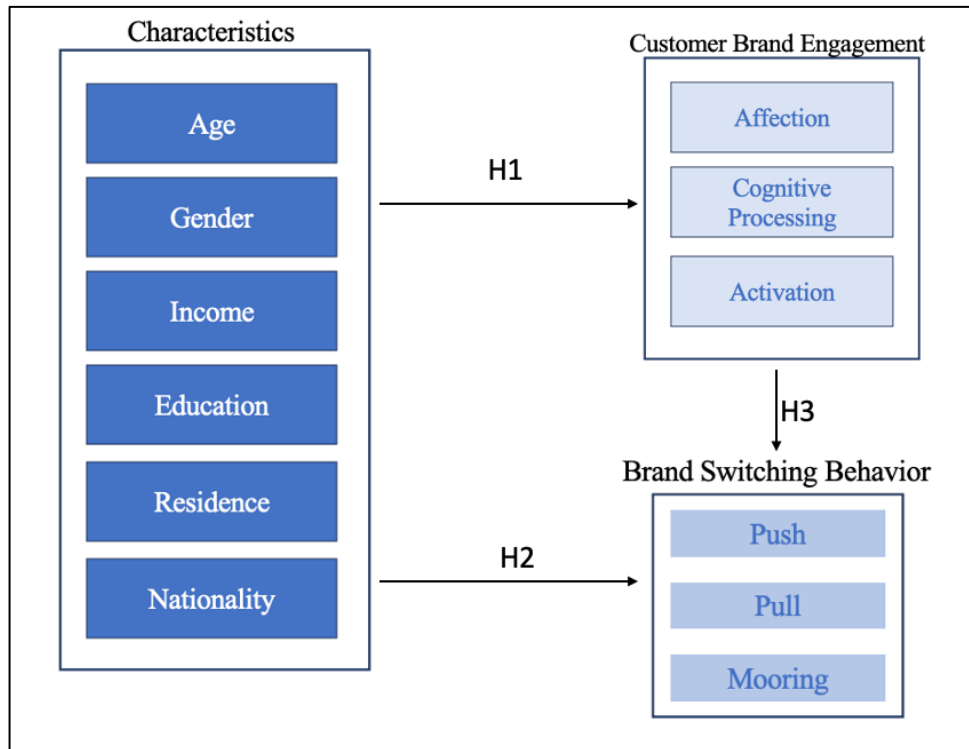 Characteristics
Age
Gender
Income
Education
Residence
Nationality
H1
H2
Customer Brand Engagement
Affection
Cognitive
Processing
Activation
H3
Brand Switching Behavior
Push
Pull
Mooring